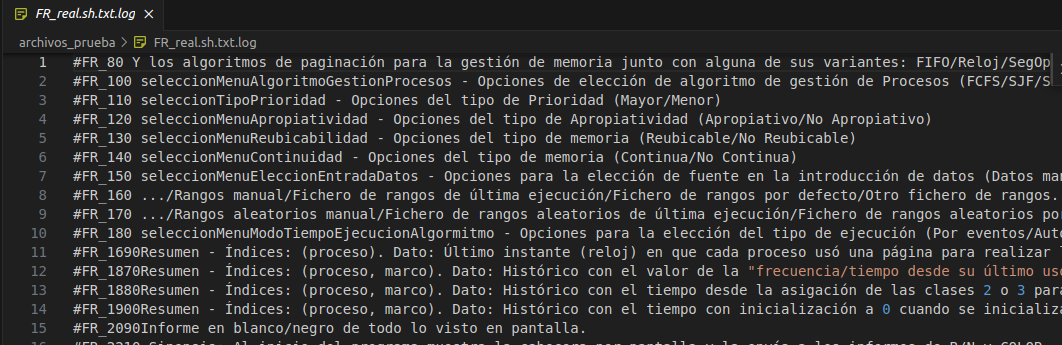 FR_real.sh.txt.log ×
archivos_prueba > FR_real.sh.txt.log
1 #FR_80 Y los algoritmos de paginación para la gestión de memoria junto con alguna de sus variantes: FIFO/Reloj/SegOp
2 #FR_100 seleccionMenuAlgoritmoGestionProcesos - Opciones de elección de algoritmo de gestión de Procesos (FCFS/SJF/S
3 #FR_110 seleccionTipoPrioridad - Opciones del tipo de Prioridad (Mayor/Menor)
4 #FR_120 seleccionMenuApropiatividad - Opciones del tipo de Apropiatividad (Apropiativo/No Apropiativo)
5 #FR_130 seleccionMenuReubicabilidad - Opciones del tipo de memoria (Reubicable/No Reubicable)
6 #FR_140 seleccionMenuContinuidad - Opciones del tipo de memoria (Continua/No Continua)
7 #FR_150 seleccionMenuEleccionEntradaDatos - Opciones para la elección de fuente en la introducción de datos (Datos man
8 #FR_160 .../Rangos manual/Fichero de rangos de última ejecución/Fichero de rangos por defecto/Otro fichero de rangos.
9 #FR_170 .../Rangos aleatorios manual/Fichero de rangos aleatorios de última ejecución/Fichero de rangos aleatorios po
10 #FR_180 seleccionMenuModoTiempoEjecucionAlgormitmo - Opciones para la elección del tipo de ejecución (Por eventos/Auto
11 #FR_1690Resumen - Índices: (proceso). Dato: Último instante (reloj) en que cada proceso usó una página para realizar
12 #FR_1870Resumen - Índices: (proceso, marco). Dato: Histórico con el valor de la "frecuencia/tiempo desde su último uso
13 #FR_1880Resumen - Índices: (proceso, marco). Dato: Histórico con el tiempo desde la asigación de las clases 2 o 3 para
14 #FR_1900Resumen - Índices: (proceso, marco). Dato: Histórico con el tiempo con inicialización a 0 cuando se inicializa
15 #FR_2090Informe en blanco/negro de todo lo visto en pantalla.